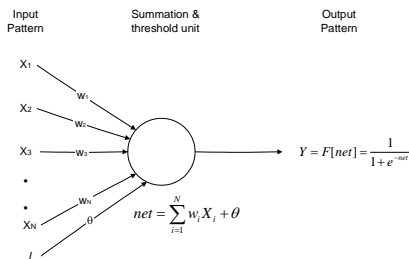 Input Pattern
Summation & threshold unit
Output Pattern
X1
w1
X2
w2
X3
w3
Y = F[net] = 1 / (1 + e^{-net})
XN
wN
θ
net = \sum_{i=1}^{N} w_i X_i + θ
I